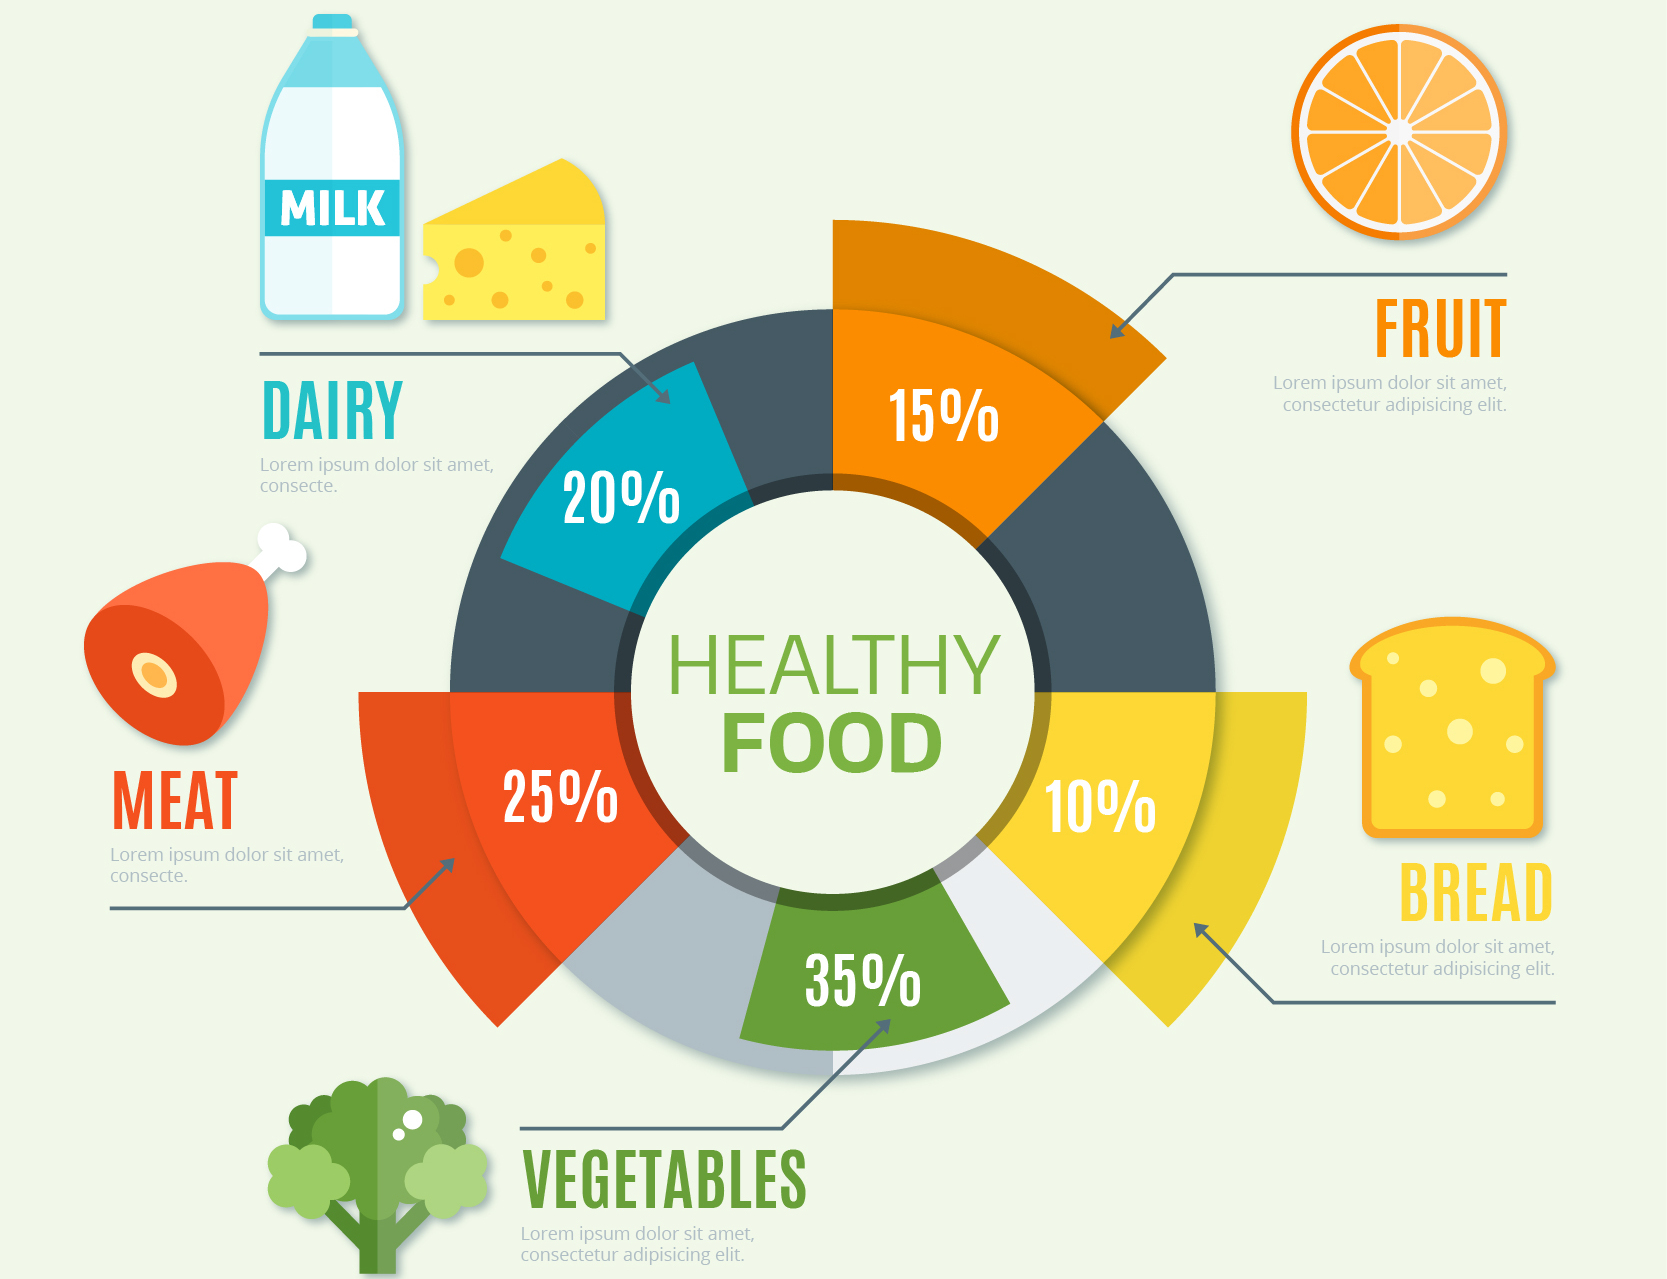 MILK
DAIRY
Lorem ipsum dolor sit amet,
consecte.
FRUIT
Lorem ipsum dolor sit amet,
consectetur adipisicing elit.
15%
20%
HEALTHY
FOOD
25%
10%
35%
MEAT
Lorem ipsum dolor sit amet,
consecte.
BREAD
Lorem ipsum dolor sit amet,
consectetur adipisicing elit.
VEGETABLES
Lorem ipsum dolor sit amet,
consectetur adipisicing elit.